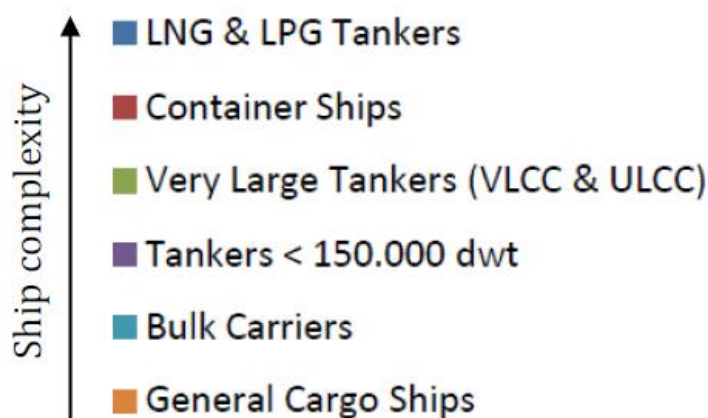 Ship complexity
LNG & LPG Tankers
Container Ships
Very Large Tankers (VLCC & ULCC)
Tankers < 150.000 dwt
Bulk Carriers
General Cargo Ships